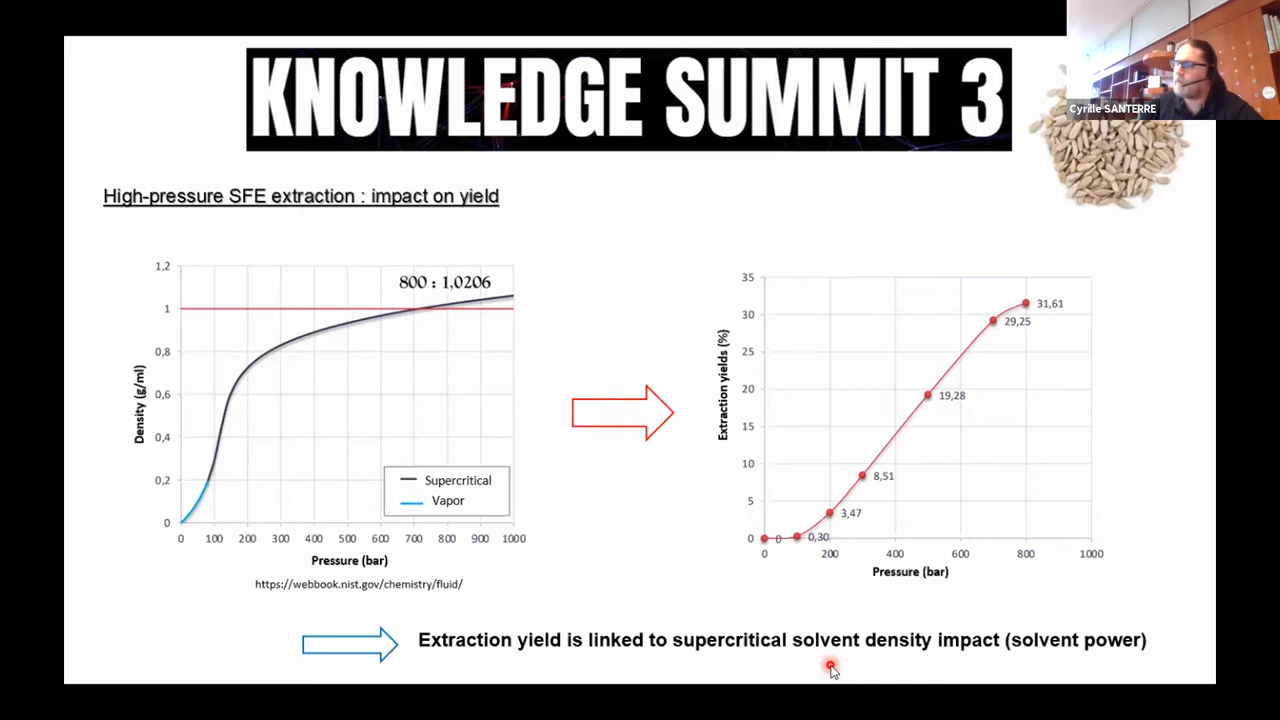 KNOWLEDGE SUMMIT 3
Cyrille SANTERRE
High-pressure SFE extraction : impact on yield
1,2
1
0,8
0,6
0,4
0,2
0
Density (g/ml)
800 : 1,0206
Supercritical
Vapor
0 100 200 300 400 500 600 700 800 900 1000
Pressure (bar)
https://webbook.nist.gov/chemistry/fluid/
35
30
25
20
15
10
5
0
Extraction yields (%)
0
0,30
3,47
8,51
19,28
29,25
31,61
0 200 400 600 800 1000
Pressure (bar)
Extraction yield is linked to supercritical solvent density impact (solvent power)